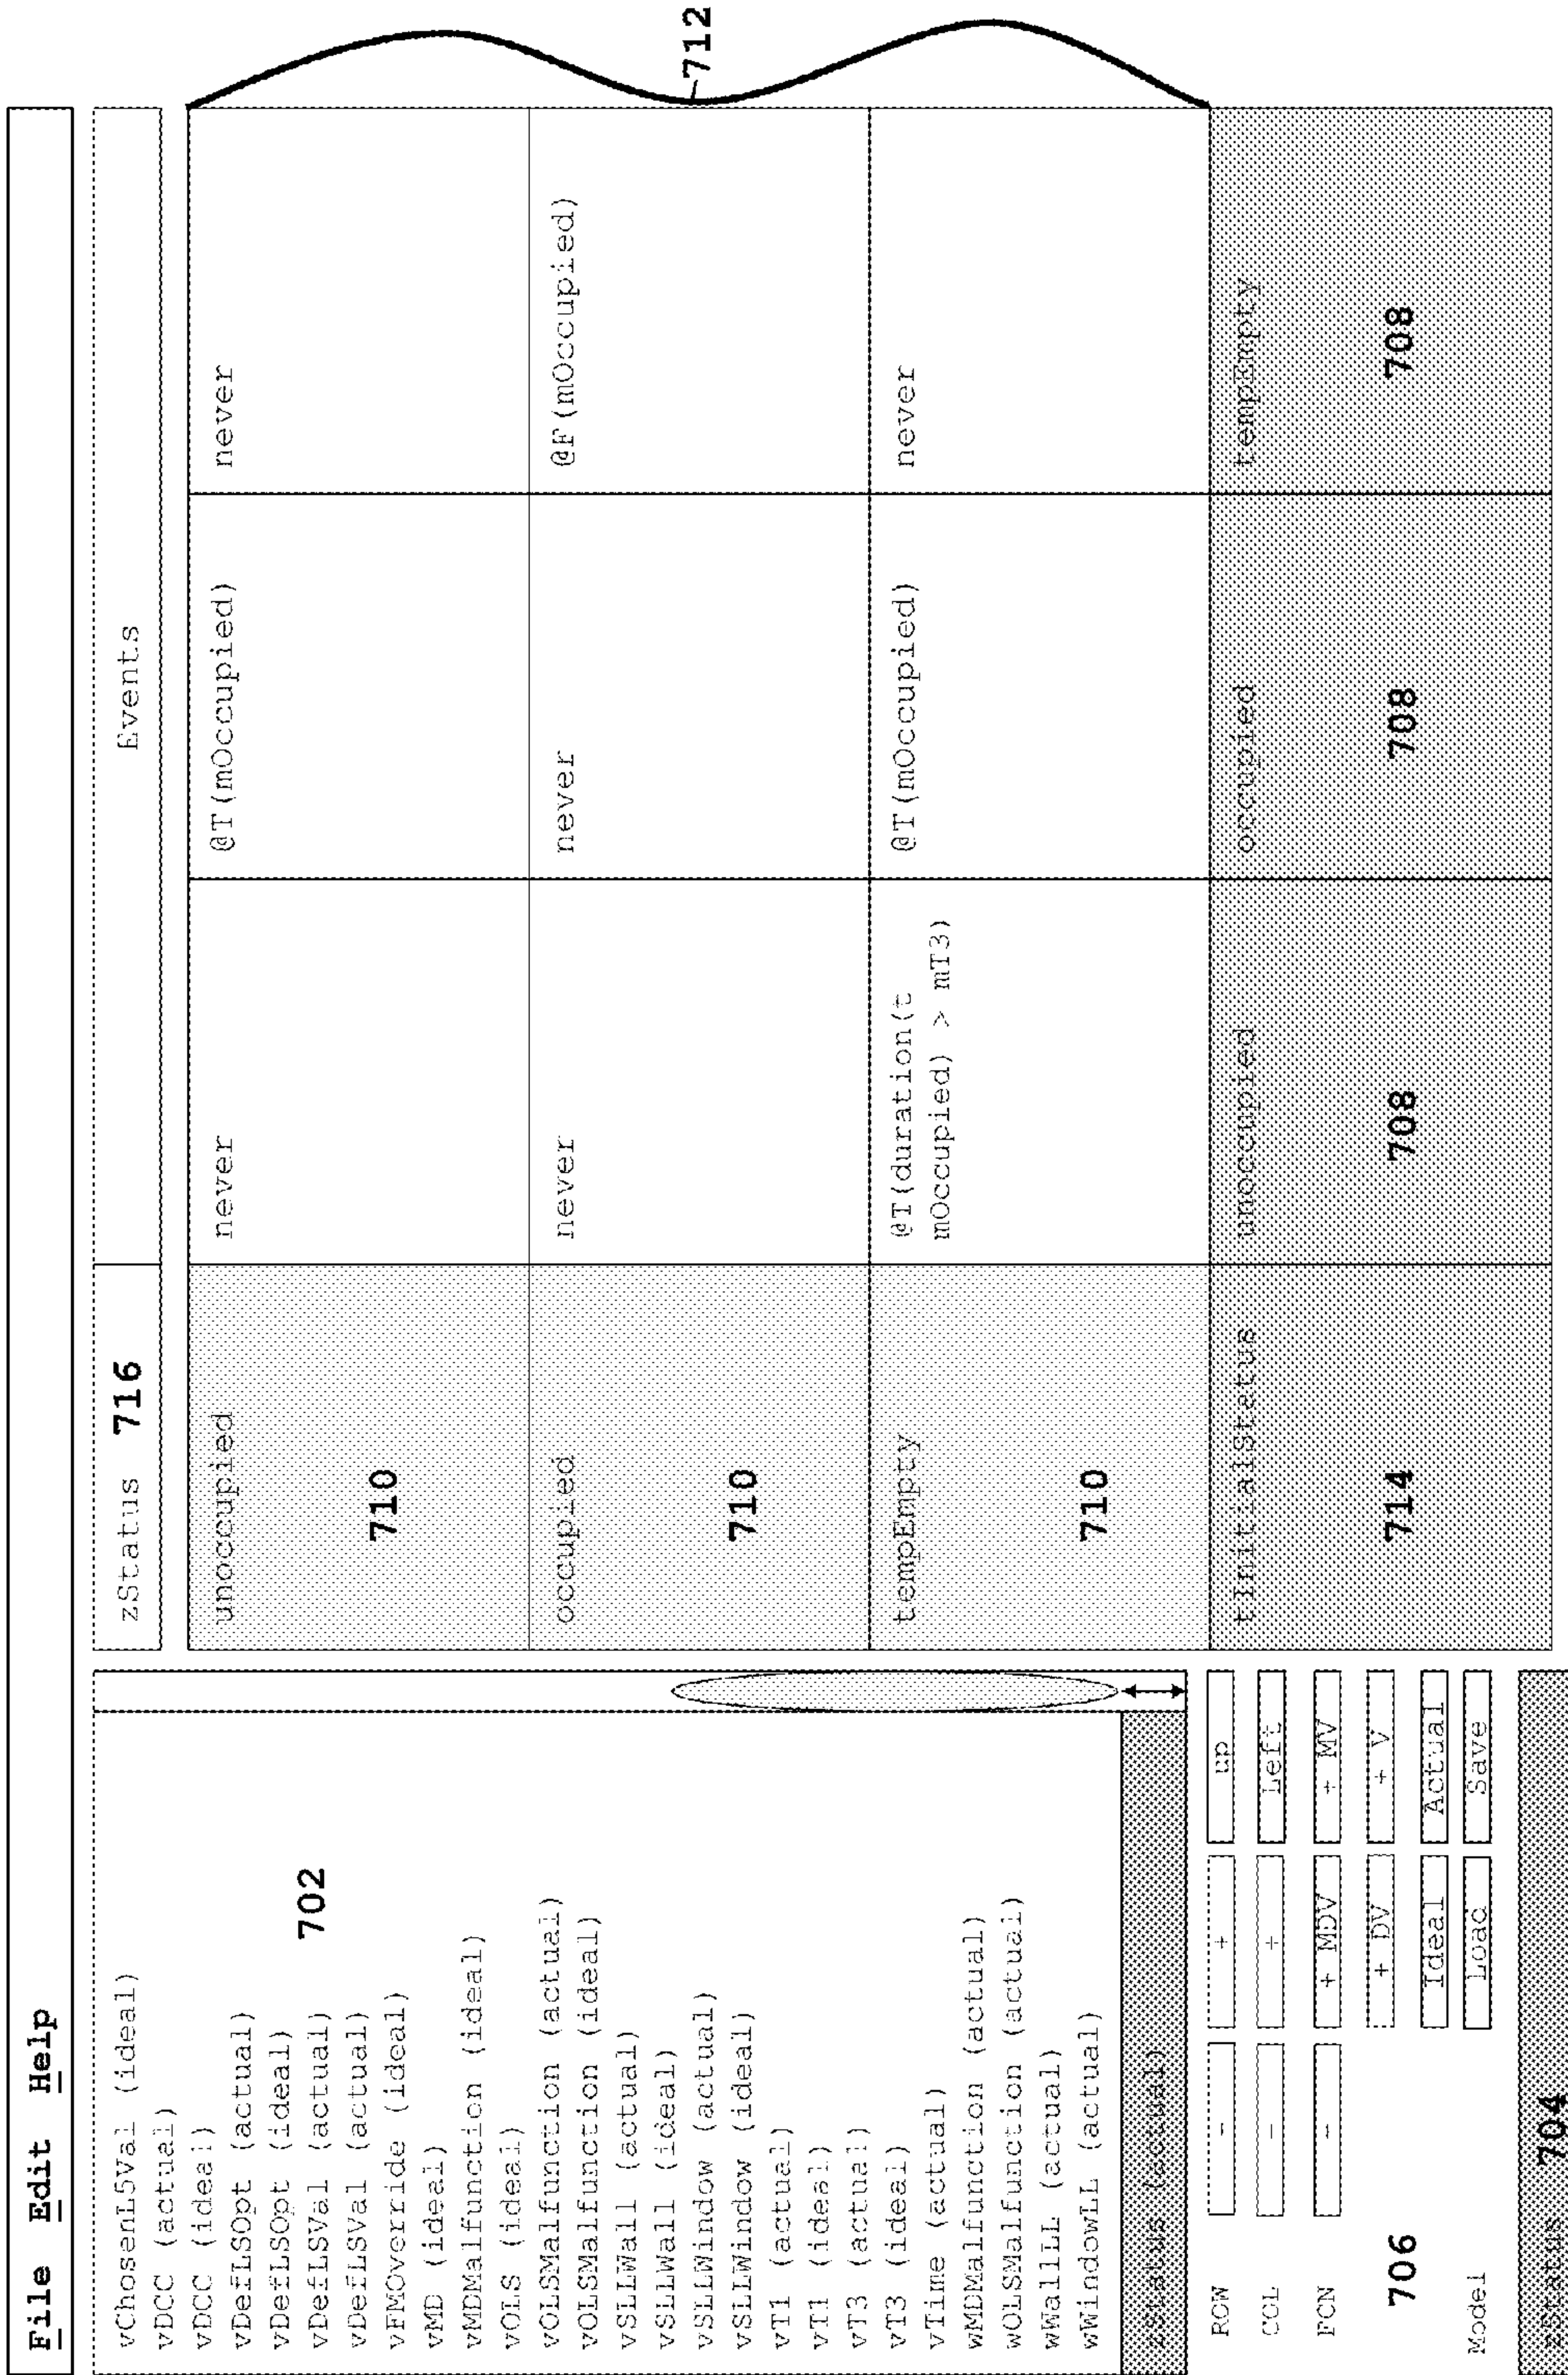 File Edit Help
vChosenL5Val (ideal)
vDCC (actual)
vDCC (ideal)
vDefLSOpt (actual)
vDefLSOpt (ideal)
vDefLSVal (actual)
vDefLSVal (actual)
vFMOverride (ideal)
vMD (ideal)
vMDMalfunction (ideal)
vOLS (ideal)
vOLSMalfunction (actual)
vOLSMalfunction (ideal)
vSLLWall (actual)
vSLLWall (ideal)
vSLLWindow (actual)
vSLLWindow (ideal)
vT1 (actual)
vT1 (ideal)
vT3 (actual)
vT3 (ideal)
vTime (actual)
wMDMalfunction (actual)
wOLSMalfunction (actual)
wWallLL (actual)
wWindowLL (actual)
zStatus (actual)
702
ROW - + up
COL - + Left
FCN - + MDV + MV
+ DV + V
706
Ideal Actual
Model Load Save
zStatus 704
zStatus 716 Events
unoccupied never @T(mOccupied) never
710
occupied never never @F(mOccupied)
710
712
tempEmpty @T(duration(t @T(mOccupied) never
mOccupied) > mT3)
710
tInitialStatus unoccupied occupied tempEmpty
714 708 708 708